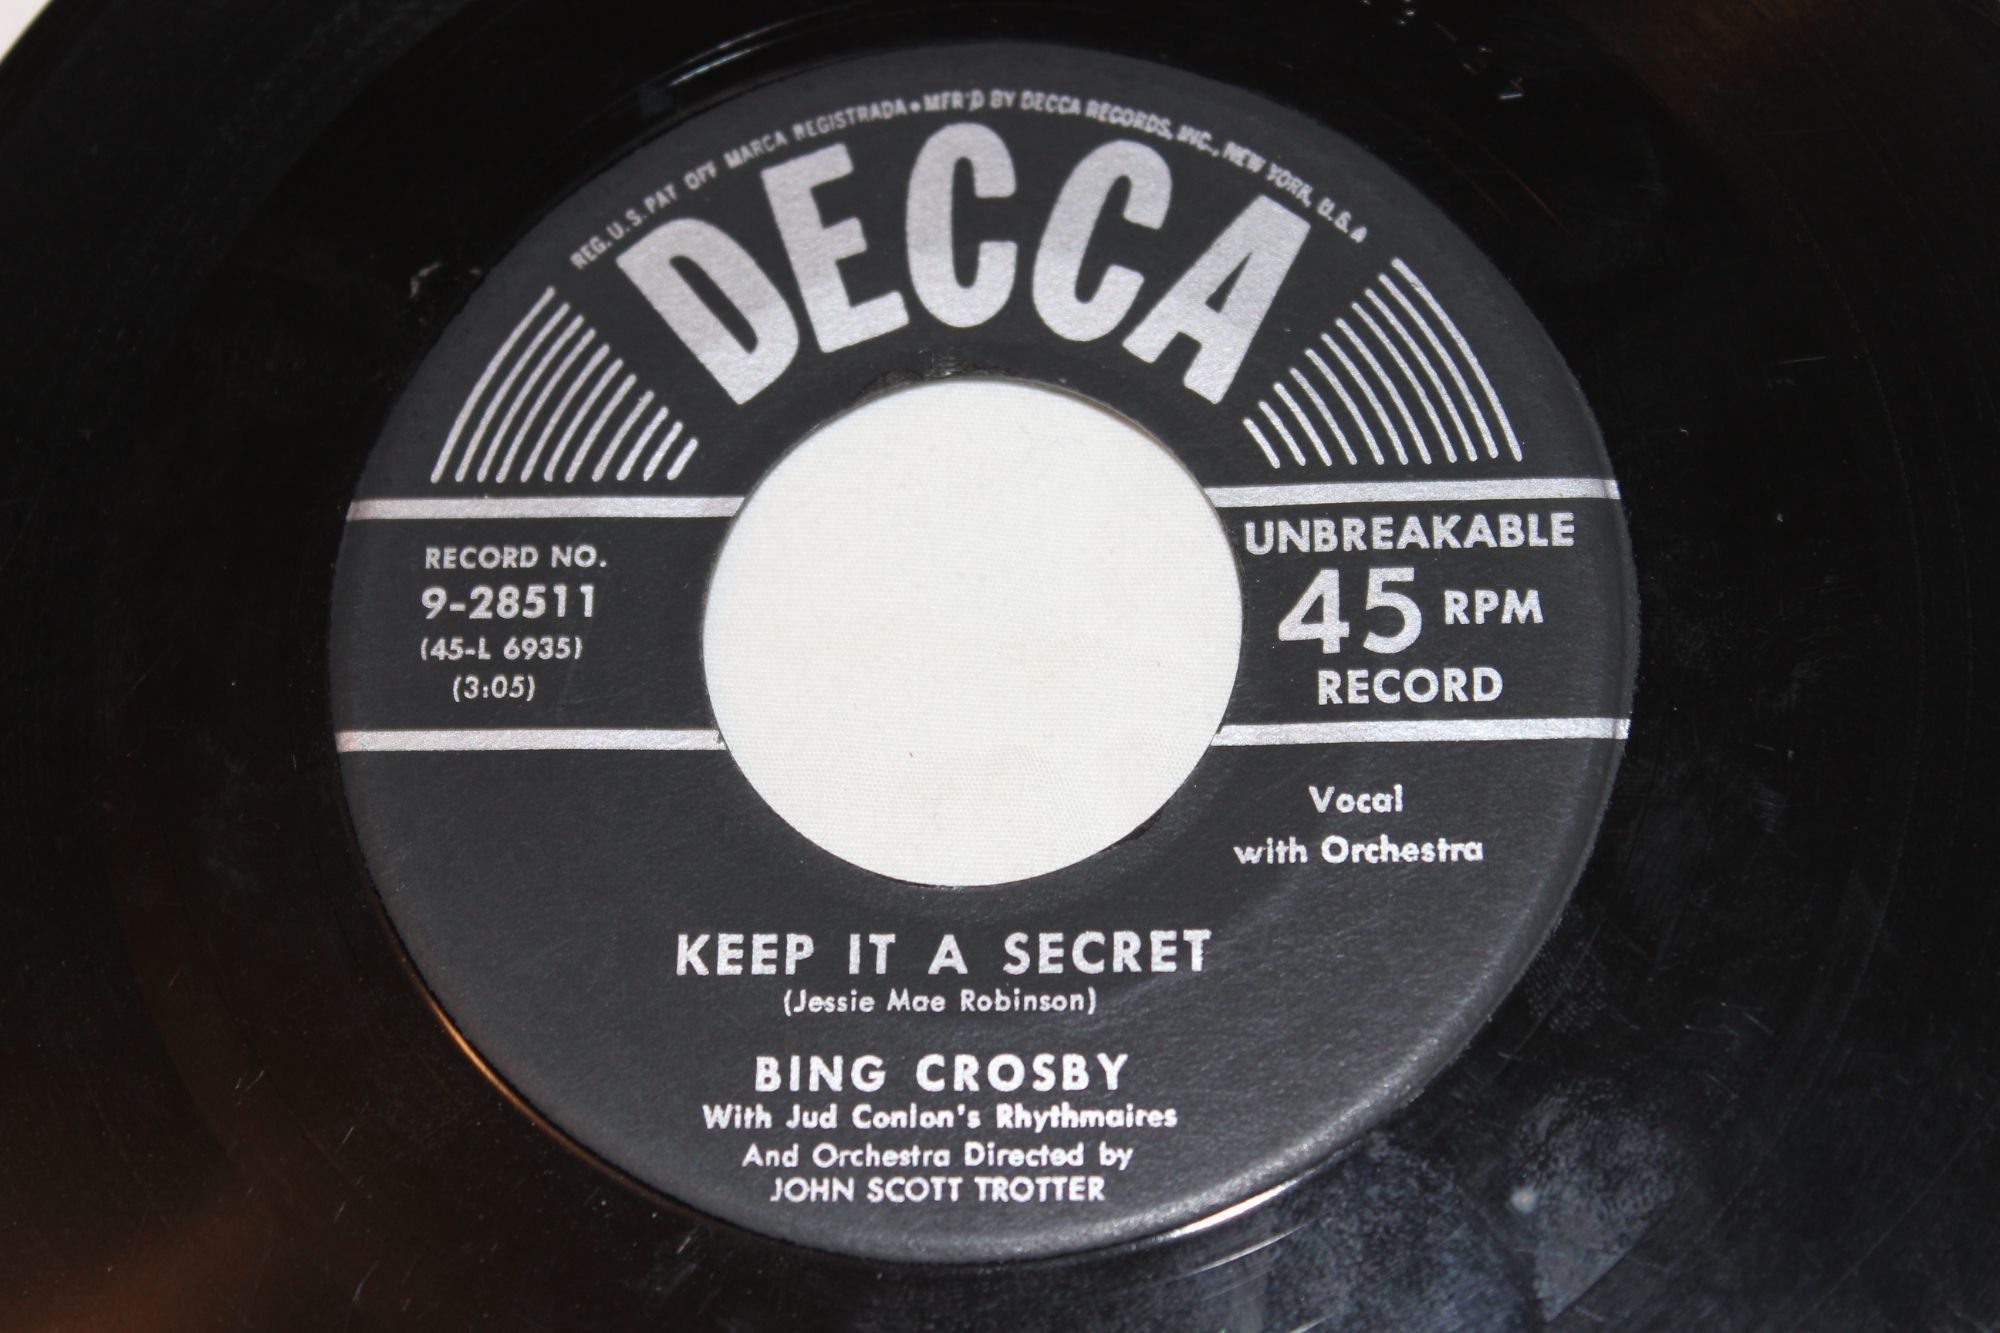 REG. U.S. PAT OFF MARCA REGISTRADA • MFR'D BY DECCA RECORDS, INC., NEW YORK, U.S.A
DECCA
RECORD NO.
9-28511
(45-L 6935)
(3:05)
UNBREAKABLE
45 RPM
RECORD
Vocal
with Orchestra
KEEP IT A SECRET
(Jessie Mae Robinson)
BING CROSBY
With Jud Conlon's Rhythmaires
And Orchestra Directed by
JOHN SCOTT TROTTER